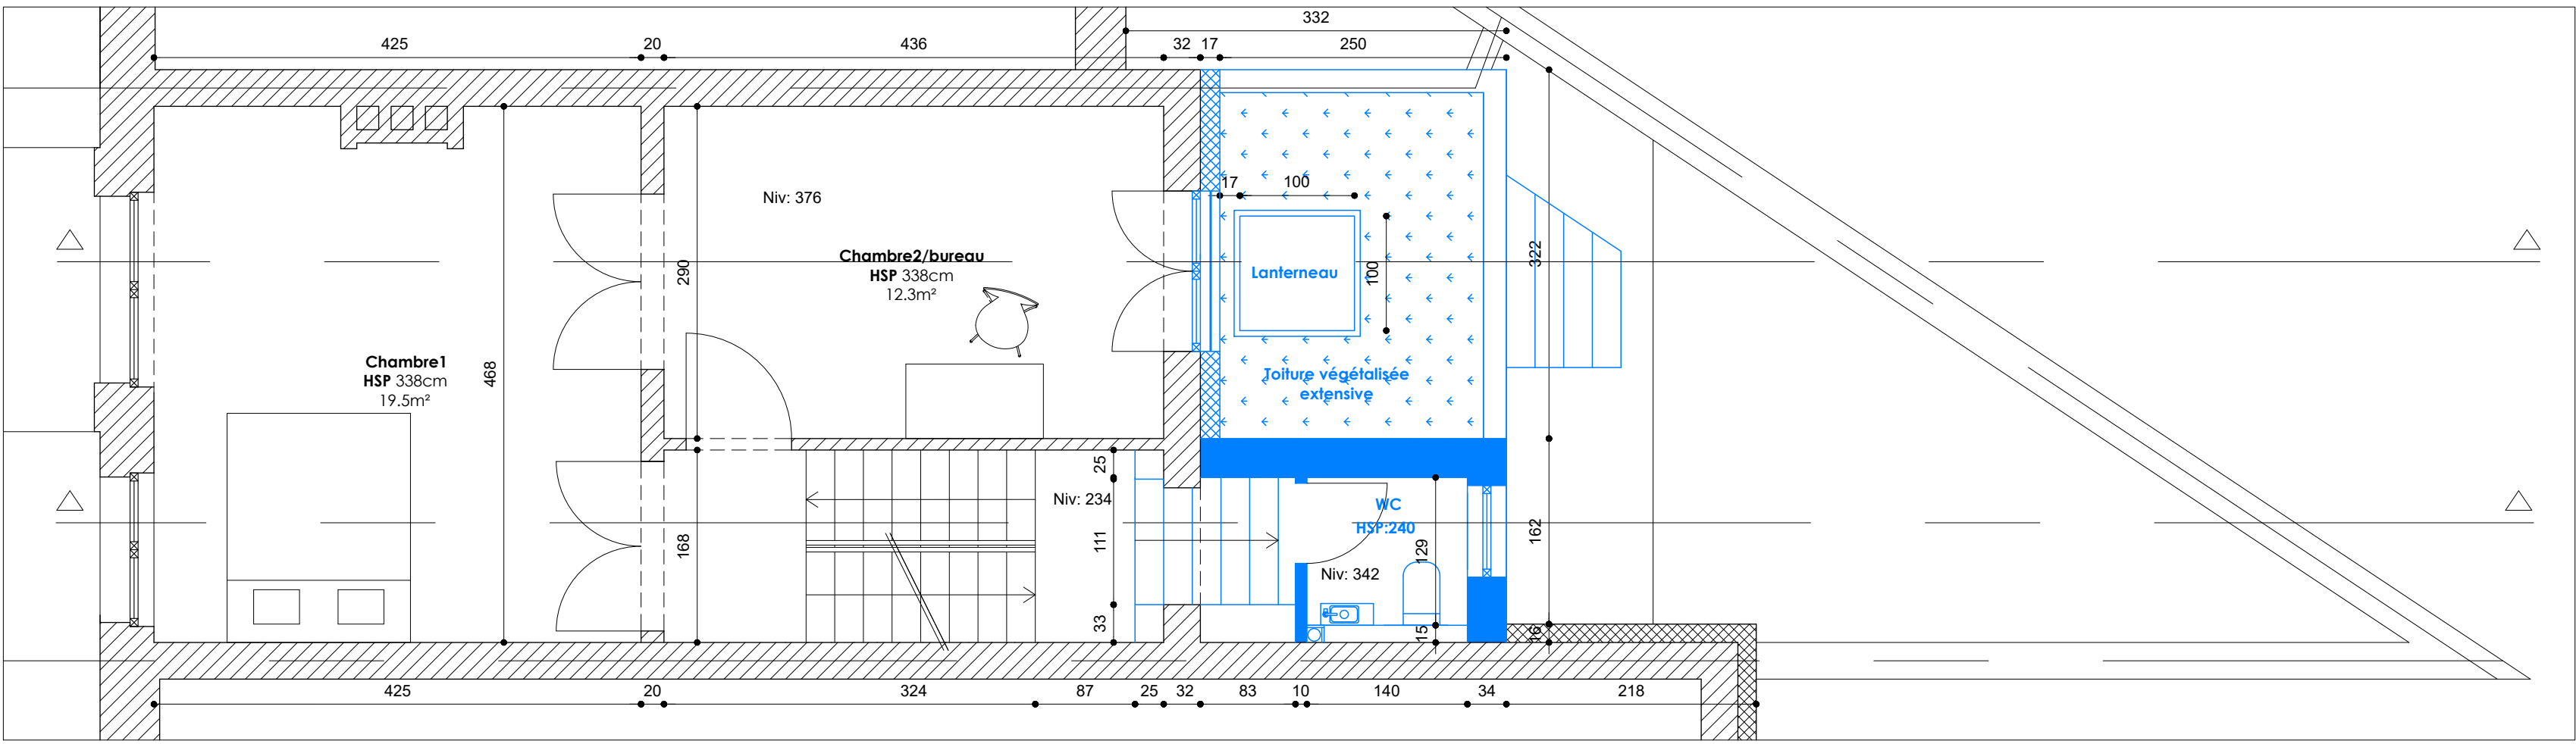 332
425
20
436
32
17
250
Niv: 376
17
100
Chambre2/bureau
HSP 338cm
12.3m²
290
Lanterneau
100
322
Chambre1
HSP 338cm
19.5m²
468
Toiture végétalisée
extensive
25
Niv: 234
WC
HSP:240
168
111
129
162
Niv: 342
33
15
16
425
20
324
87
25
32
83
10
140
34
218